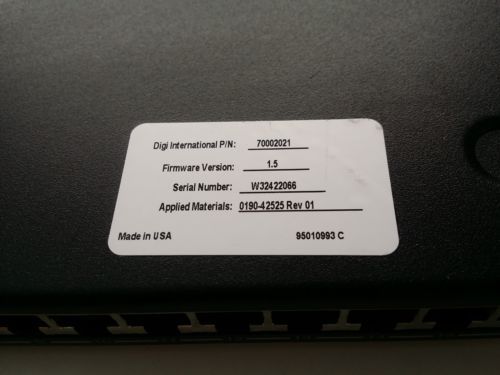 Digi International P/N: 70002021
Firmware Version: 1.5
Serial Number: W32422066
Applied Materials: 0190-42525 Rev 01
Made in USA 95010993 C